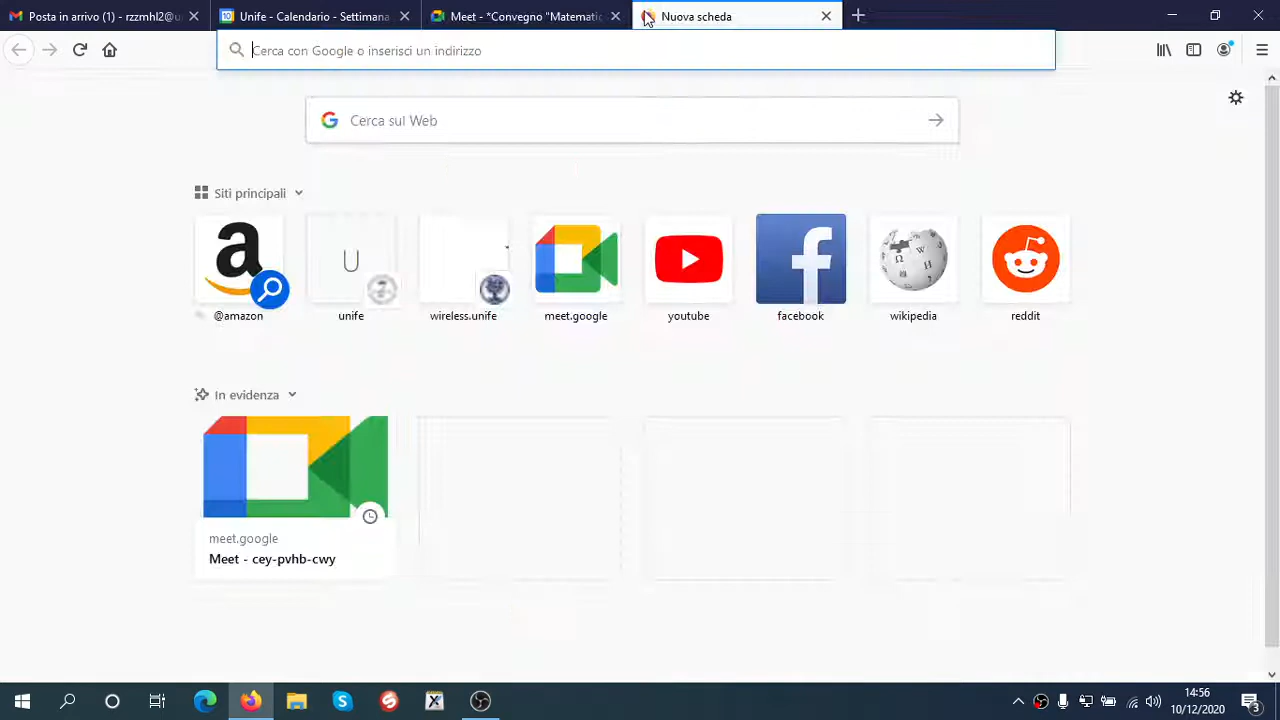 Posta in arrivo (1) - rzzmhl2@u
Unife - Calendario - Settimana
Meet - *Convegno "Matematic
Nuova scheda
Cerca con Google o inserisci un indirizzo
Cerca sul Web
Siti principali
@amazon
U
unife
wireless.unife
meet.google
youtube
facebook
wikipedia
reddit
In evidenza
meet.google
Meet - cey-pvhb-cwy
14:56
10/12/2020
3